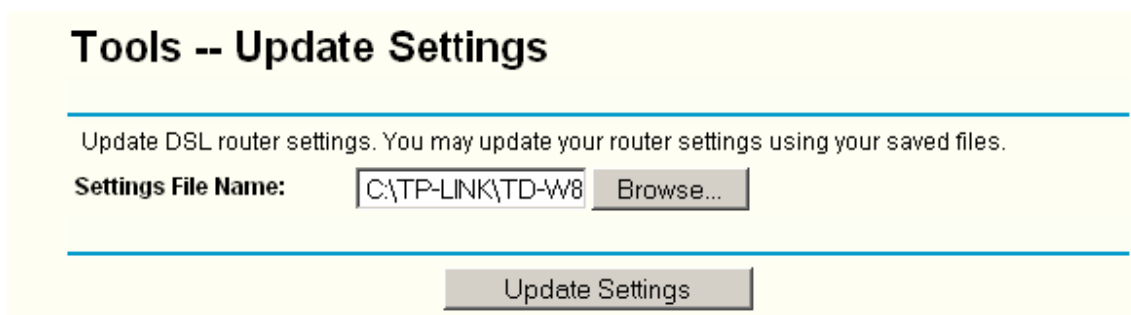 Tools -- Update Settings
Update DSL router settings. You may update your router settings using your saved files.
Settings File Name: C:\TP-LINK\TD-W8 Browse...
Update Settings